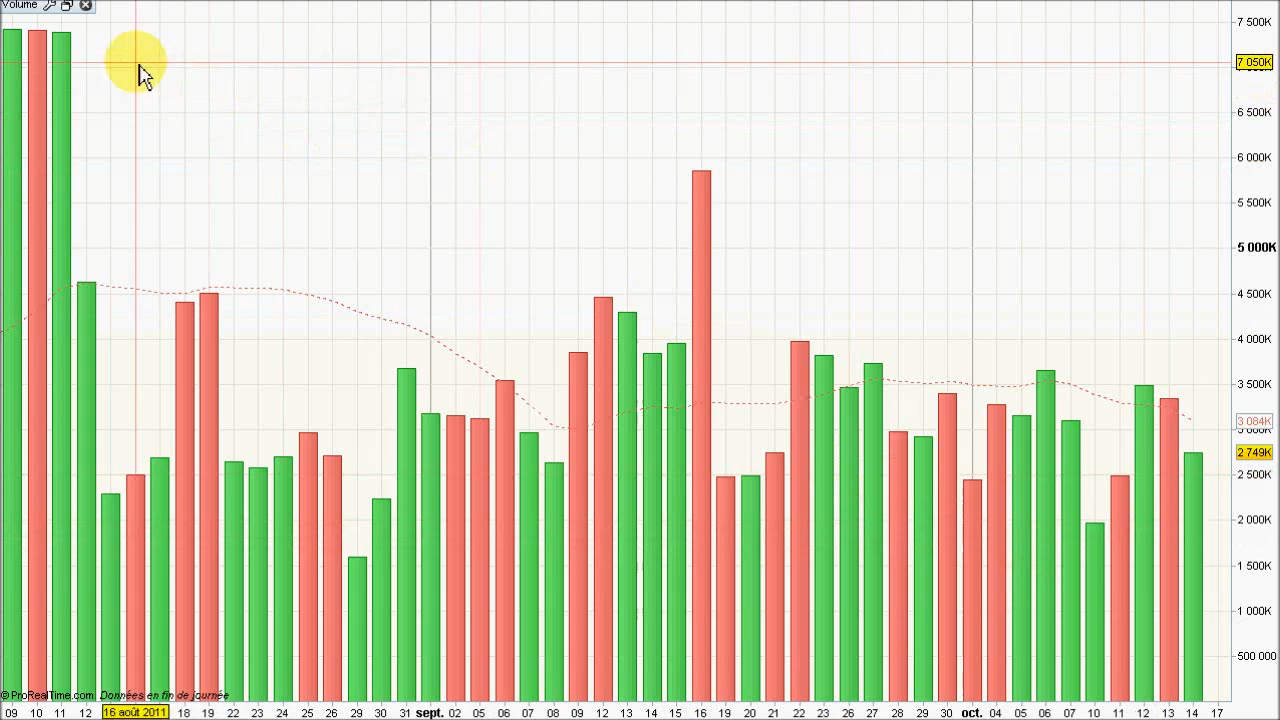 Volume
7 500K
7 050K
6 500K
6 000K
5 500K
5 000K
4 500K
4 000K
3 500K
3 084K
2 749K
2 500K
2 000K
1 500K
1 000K
500 000
© ProRealTime.com Données en fin de journée
09 10 11 12 16 août 2011 18 19 22 23 24 25 26 29 30 31 sept. 02 05 06 07 08 09 12 13 14 15 16 19 20 21 22 23 26 27 28 29 30 oct. 04 05 06 07 10 11 12 13 14 17